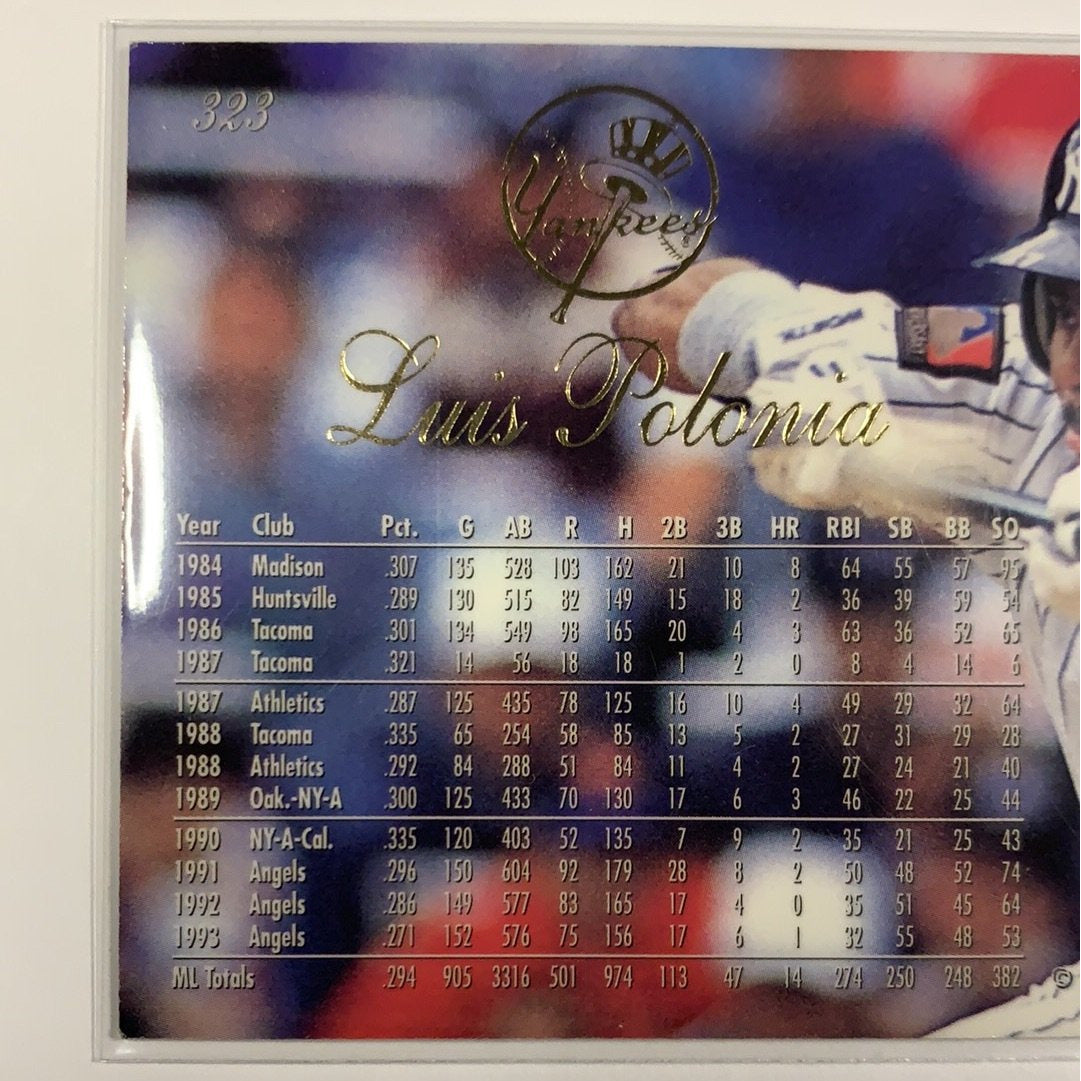 323
Yankees
Luis Polonia
Year Club Pct. G AB R H 2B 3B HR RBI SB BB SO
1984 Madison .307 135 528 103 162 21 10 8 64 55 57 95
1985 Huntsville .289 130 515 82 149 15 18 2 36 39 59 54
1986 Tacoma .301 134 549 98 165 20 4 3 63 36 52 65
1987 Tacoma .321 14 56 18 18 1 2 0 8 4 14 6
1987 Athletics .287 125 435 78 125 16 10 4 49 29 32 64
1988 Tacoma .335 65 254 58 85 13 5 2 27 31 29 28
1988 Athletics .292 84 288 51 84 11 4 2 27 24 21 40
1989 Oak.-NY-A .300 125 433 70 130 17 6 3 46 22 25 44
1990 NY-A-Cal. .335 120 403 52 135 7 9 2 35 21 25 43
1991 Angels .296 150 604 92 179 28 8 2 50 48 52 74
1992 Angels .286 149 577 83 165 17 4 0 35 51 45 64
1993 Angels .271 152 576 75 156 17 6 1 32 55 48 53
ML Totals .294 905 3316 501 974 113 47 14 274 250 248 382 ©